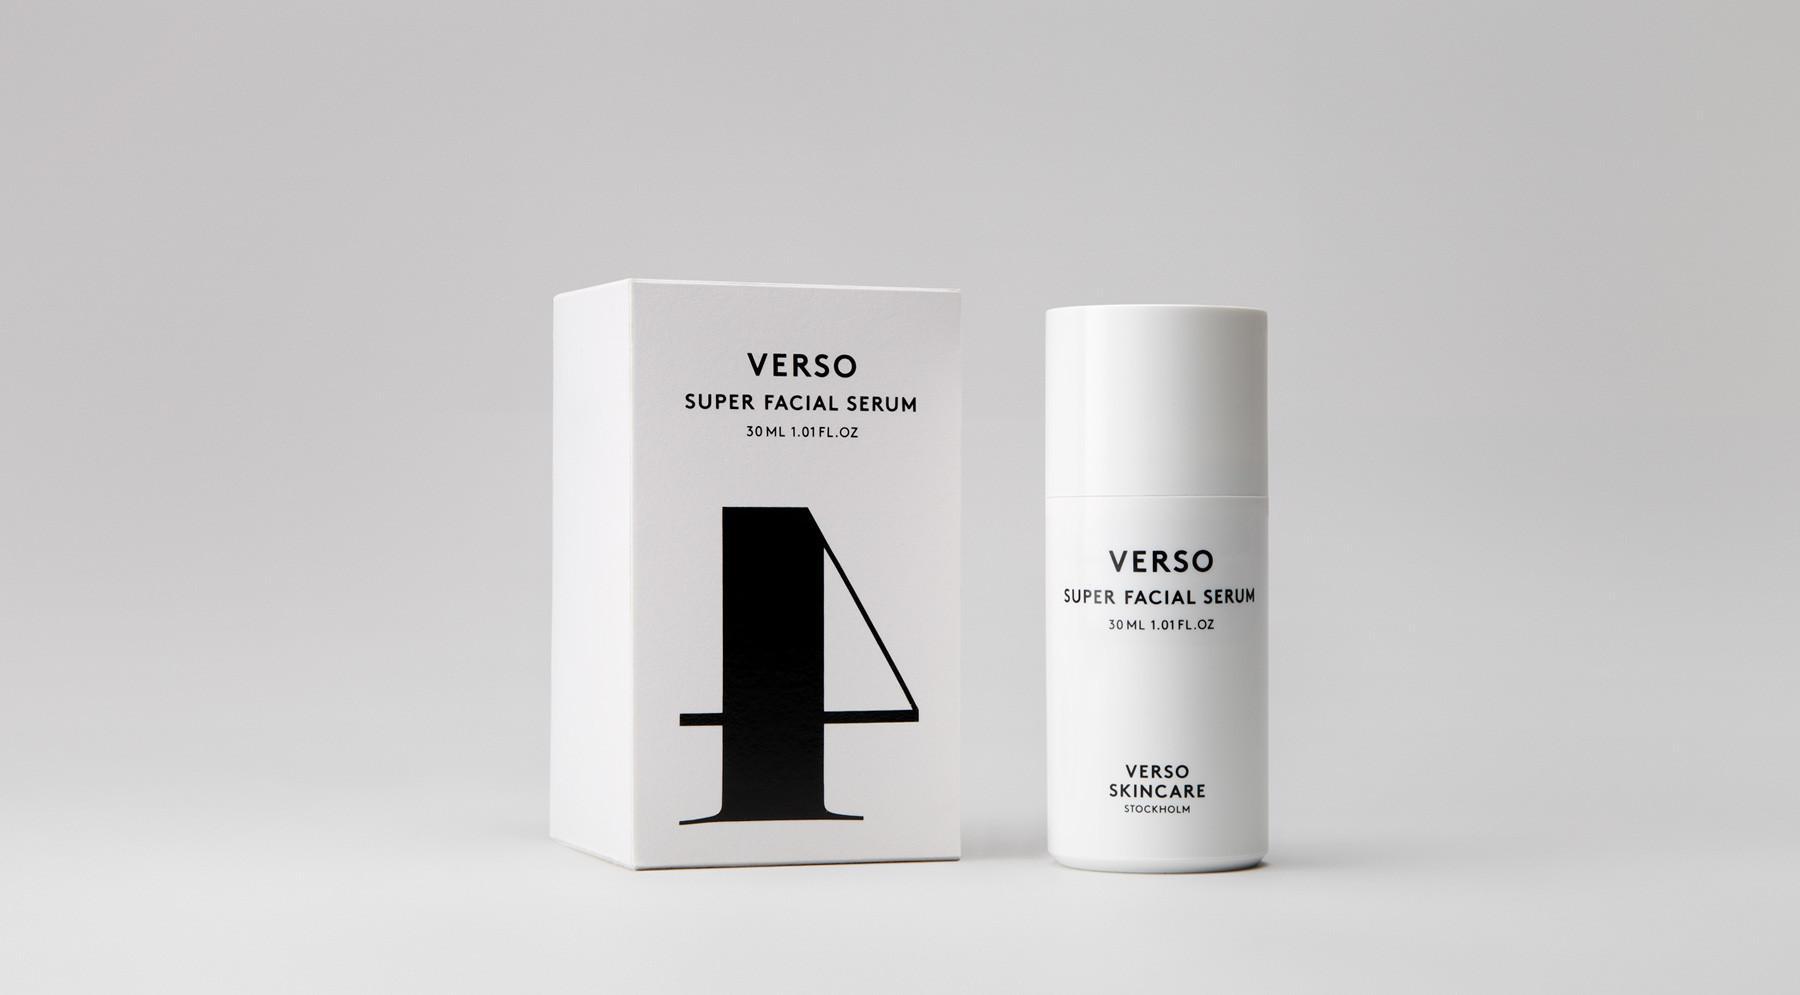 VERSO
SUPER FACIAL SERUM
30 ML 1.01 FL.OZ
4
VERSO
SUPER FACIAL SERUM
30 ML 1.01 FL.OZ
VERSO
SKINCARE
STOCKHOLM